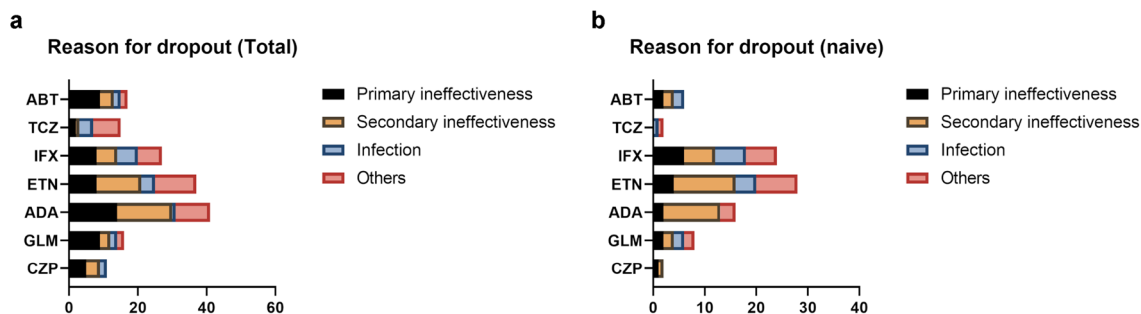 a
Reason for dropout (Total)
ABT
TCZ
IFX
ETN
ADA
GLM
CZP
0 20 40 60
Primary ineffectiveness
Secondary ineffectiveness
Infection
Others
b
Reason for dropout (naive)
ABT
TCZ
IFX
ETN
ADA
GLM
CZP
0 10 20 30 40
Primary ineffectiveness
Secondary ineffectiveness
Infection
Others